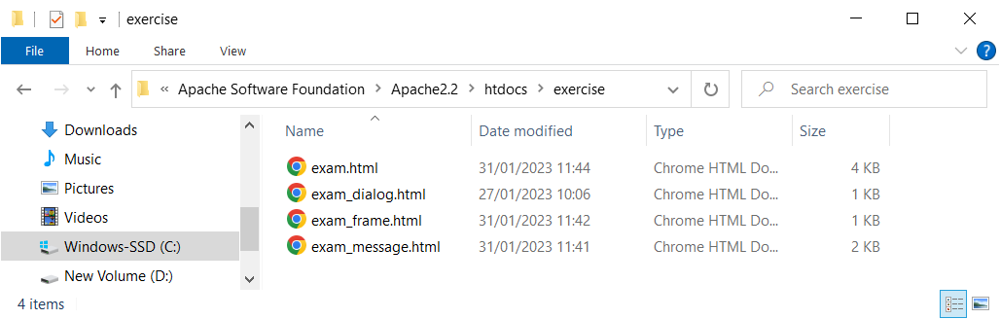 exercise
File Home Share View
« Apache Software Foundation > Apache2.2 > htdocs > exercise
Search exercise
Downloads
Music
Pictures
Videos
Windows-SSD (C:)
New Volume (D:)
Name Date modified Type Size
exam.html 31/01/2023 11:44 Chrome HTML Do... 4 KB
exam_dialog.html 27/01/2023 10:06 Chrome HTML Do... 1 KB
exam_frame.html 31/01/2023 11:42 Chrome HTML Do... 1 KB
exam_message.html 31/01/2023 11:41 Chrome HTML Do... 2 KB
4 items